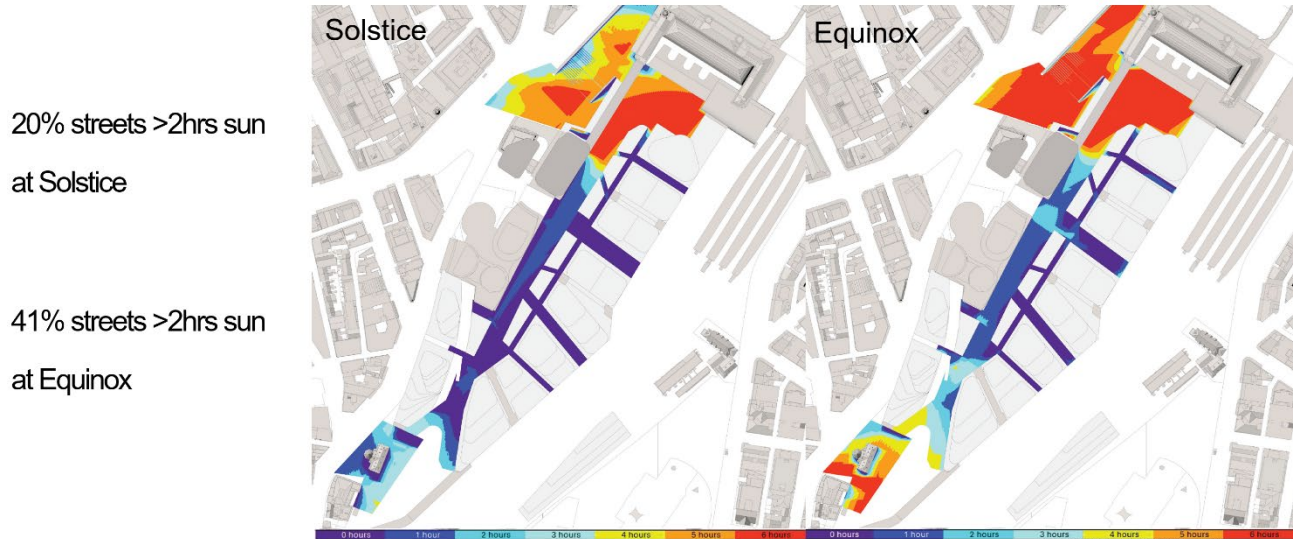 20% streets >2hrs sun
at Solstice
41% streets >2hrs sun
at Equinox
Solstice
Equinox
0 hours 1 hour 2 hours 3 hours 4 hours 5 hours 6 hours
0 hours 1 hour 2 hours 3 hours 4 hours 5 hours 6 hours